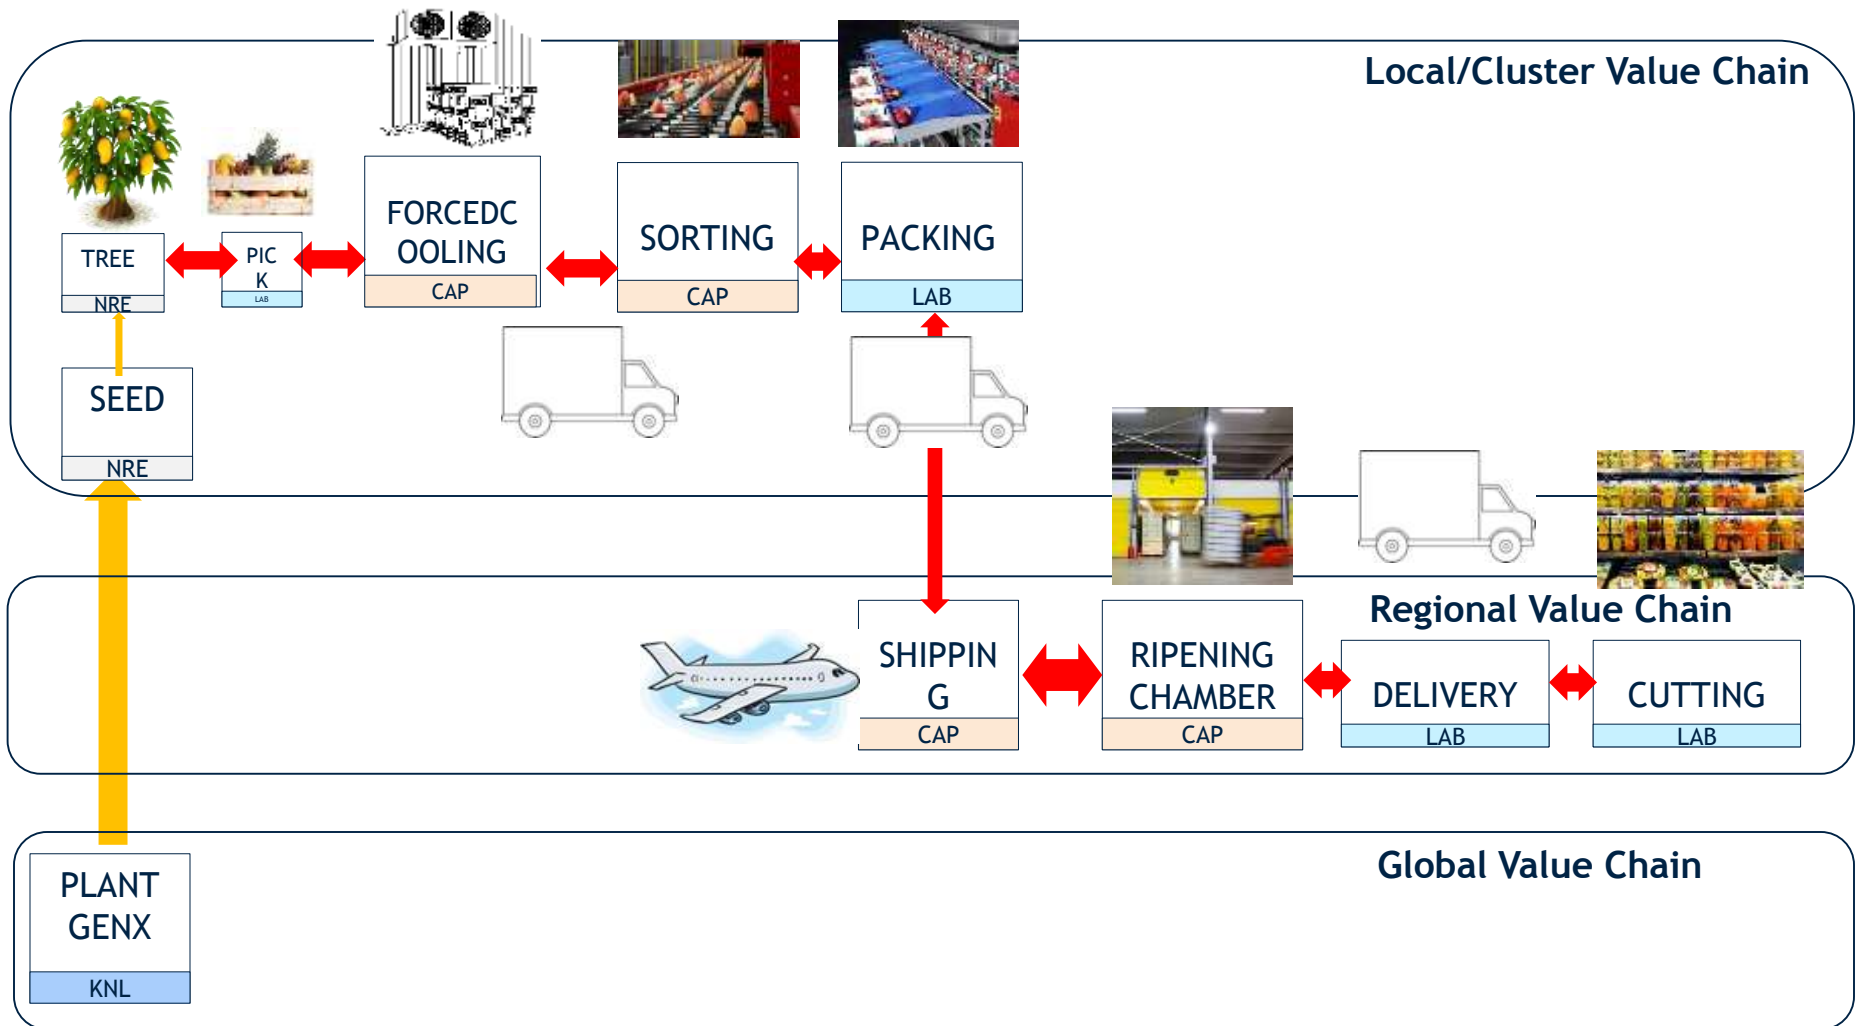 Local/Cluster Value Chain
TREE
NRE
PIC
K
LAB
FORCEDC
OOLING
CAP
SORTING
CAP
PACKING
LAB
SEED
NRE
Regional Value Chain
SHIPPIN
G
CAP
RIPENING
CHAMBER
CAP
DELIVERY
LAB
CUTTING
LAB
Global Value Chain
PLANT
GENX
KNL